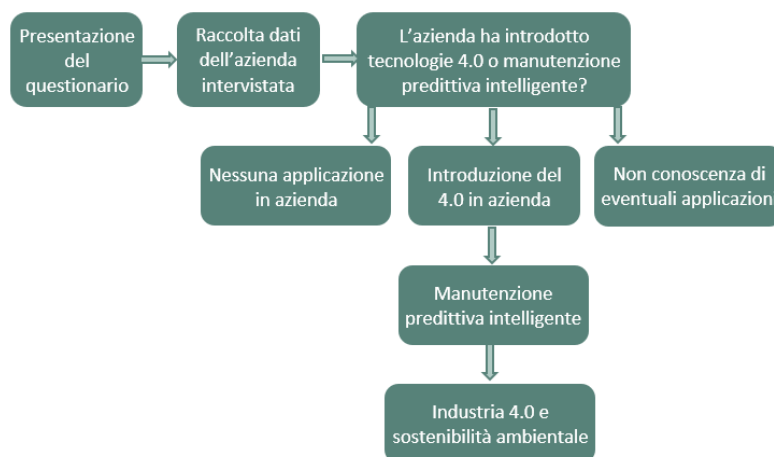 Presentazione
del
questionario
Raccolta dati
dell’azienda
intervistata
L’azienda ha introdotto
tecnologie 4.0 o manutenzione
predittiva intelligente?
Nessuna applicazione
in azienda
Introduzione del
4.0 in azienda
Non conoscenza di
eventuali applicazion
Manutenzione
predittiva intelligente
Industria 4.0 e
sostenibilità ambientale